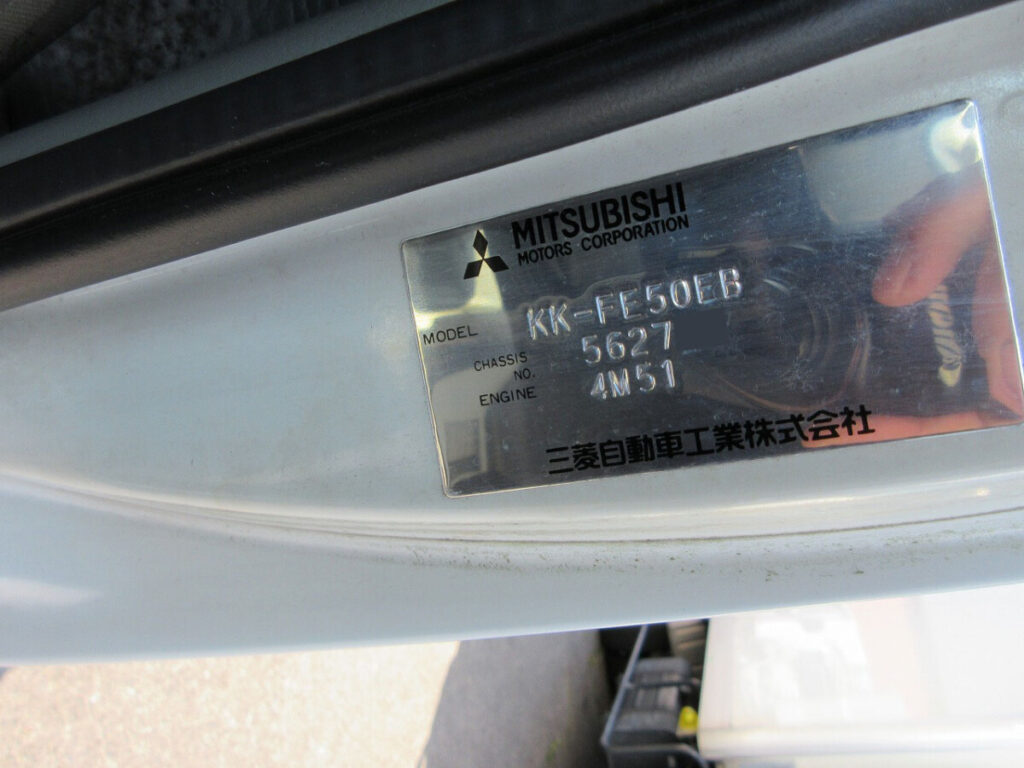 MITSUBISHI
MOTORS CORPORATION
MODEL KK-FE50EB
CHASSIS NO. 5627
ENGINE 4M51
三菱自動車工業株式会社